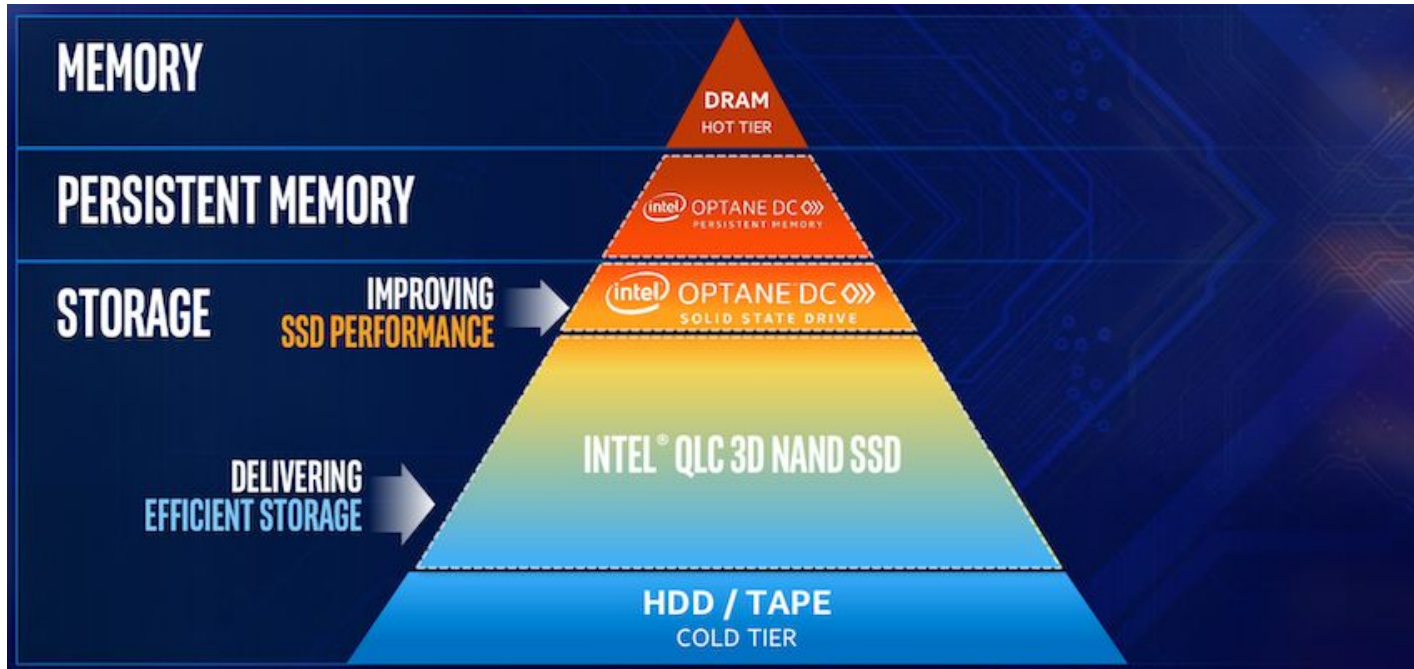 MEMORY
DRAM
HOT TIER
PERSISTENT MEMORY
intel OPTANE DC
PERSISTENT MEMORY
STORAGE
IMPROVING
SSD PERFORMANCE
intel OPTANE DC
SOLID STATE DRIVE
INTEL® QLC 3D NAND SSD
DELIVERING
EFFICIENT STORAGE
HDD / TAPE
COLD TIER